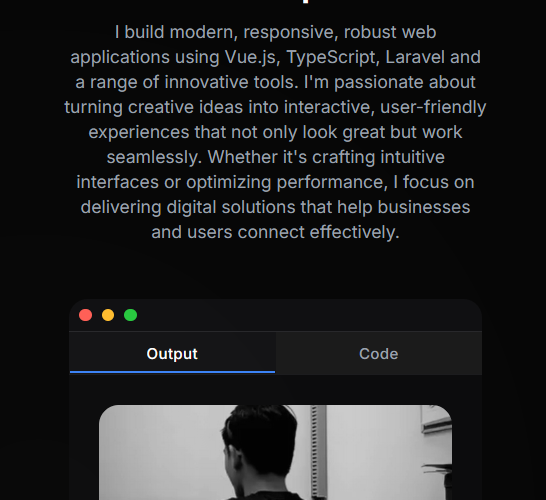 I build modern, responsive, robust web
applications using Vue.js, TypeScript, Laravel and
a range of innovative tools. I'm passionate about
turning creative ideas into interactive, user-friendly
experiences that not only look great but work
seamlessly. Whether it's crafting intuitive
interfaces or optimizing performance, I focus on
delivering digital solutions that help businesses
and users connect effectively.
Output
Code